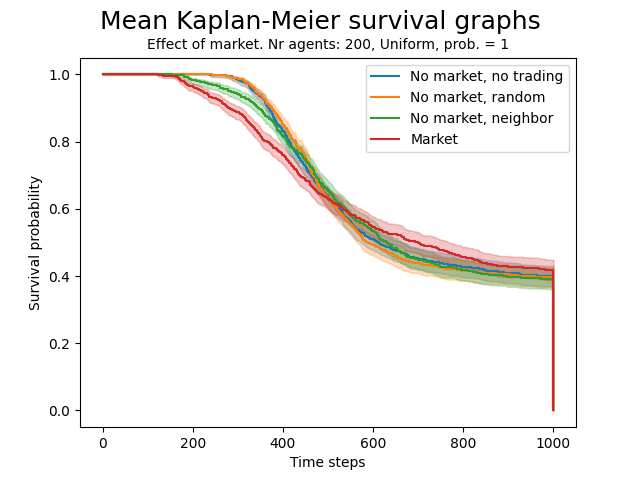 Mean Kaplan-Meier survival graphs
Effect of market. Nr agents: 200, Uniform, prob. = 1
No market, no trading
No market, random
No market, neighbor
Market
Survival probability
1.0
0.8
0.6
0.4
0.2
0.0
0 200 400 600 800 1000
Time steps